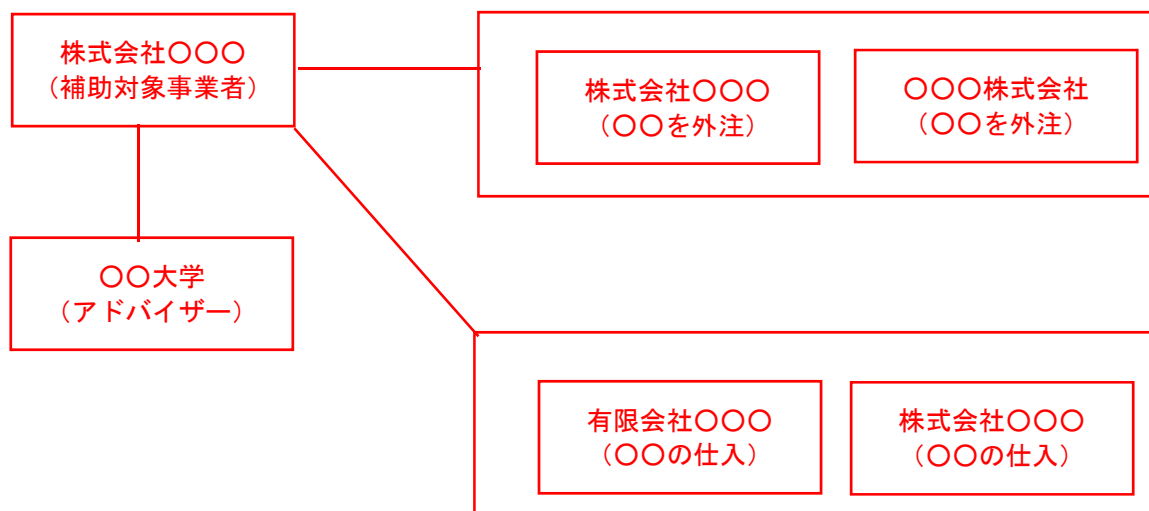 株式会社〇〇〇
（補助対象事業者）
株式会社〇〇〇
（〇〇を外注）
〇〇〇株式会社
（〇〇を外注）
〇〇大学
（アドバイザー）
有限会社〇〇〇
（〇〇の仕入）
株式会社〇〇〇
（〇〇の仕入）